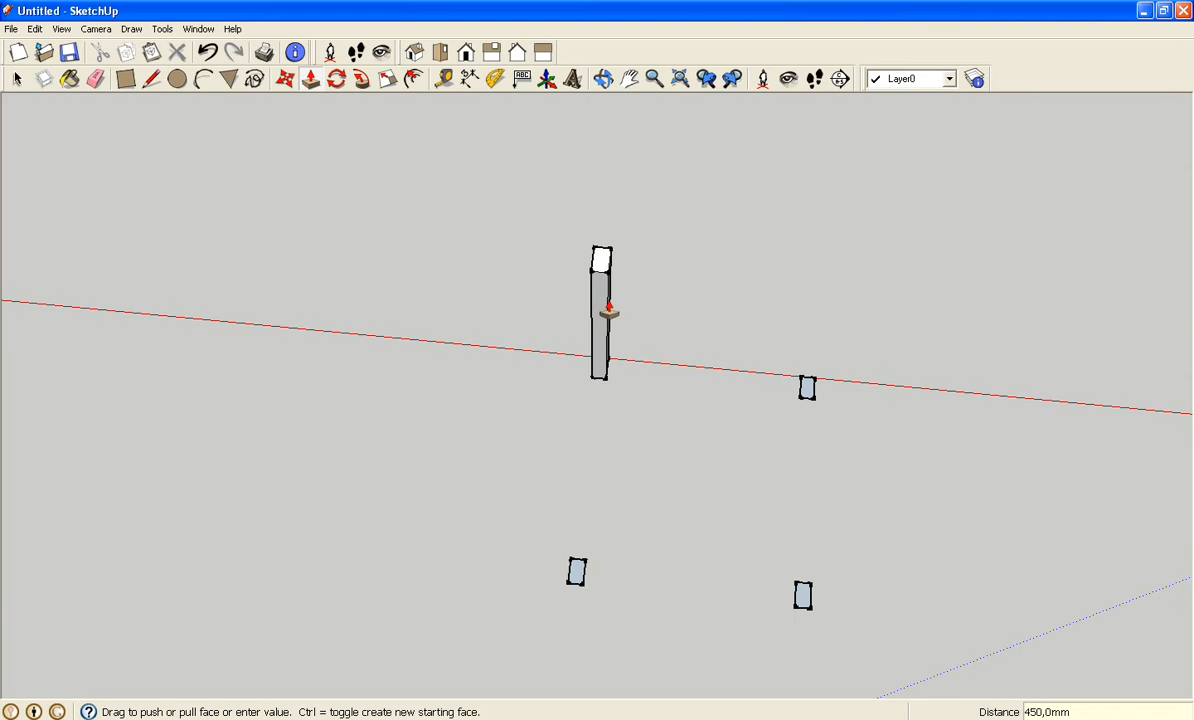 Untitled - SketchUp
File Edit View Camera Draw Tools Window Help
ABC
Layer0
Drag to push or pull face or enter value. Ctrl = toggle create new starting face.
Distance 450,0mm